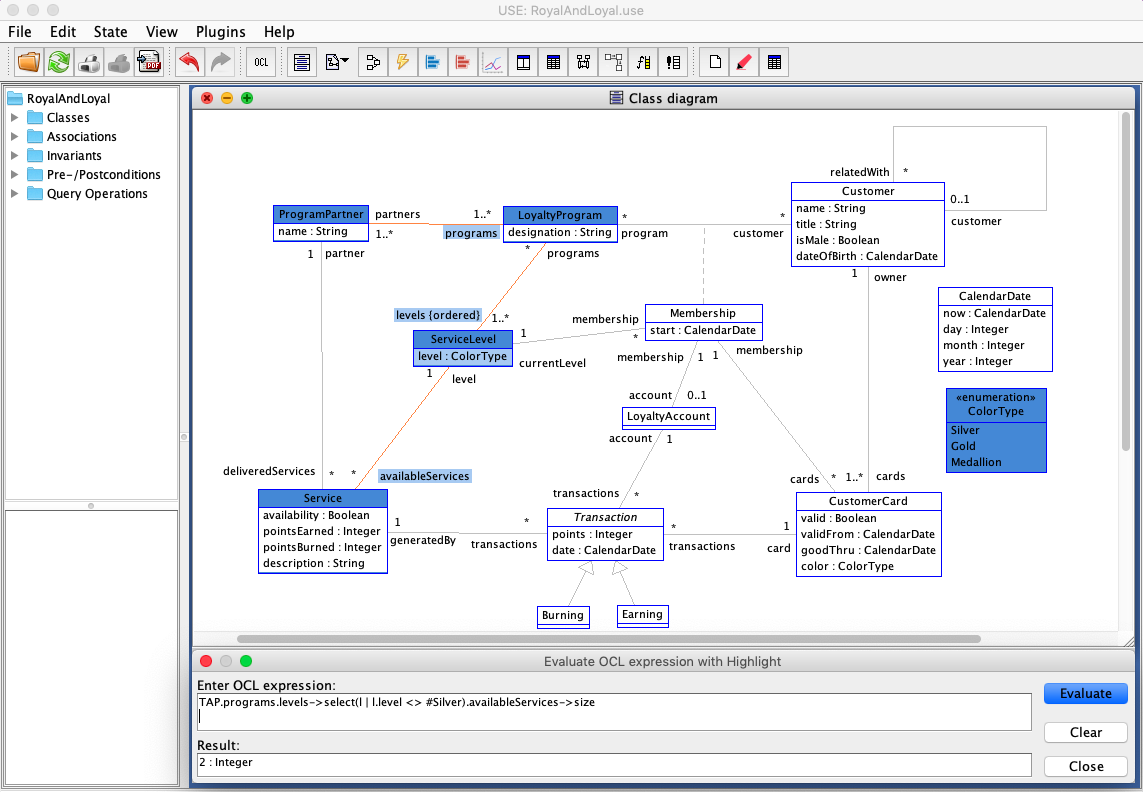 USE: RoyalAndLoyal.use
File Edit State View Plugins Help
PDF
OCL
RoyalAndLoyal
Classes
Associations
Invariants
Pre-/Postconditions
Query Operations
Class diagram
relatedWith *
Customer
name : String
title : String
isMale : Boolean
dateOfBirth : CalendarDate
0..1
customer
ProgramPartner
name : String
partners 1..*
1..* programs
LoyaltyProgram
designation : String
* *
program customer
1 partner
* programs
1 owner
levels {ordered} 1..*
ServiceLevel
level : ColorType
1 membership
currentLevel *
Membership
start : CalendarDate
CalendarDate
now : CalendarDate
day : Integer
month : Integer
year : Integer
1 level
membership 1 1 membership
account 0..1
LoyaltyAccount
account 1
«enumeration»
ColorType
Silver
Gold
Medallion
deliveredServices * * availableServices
transactions *
cards * 1..* cards
Service
availability : Boolean
pointsEarned : Integer
pointsBurned : Integer
description : String
1 *
generatedBy transactions
Transaction
points : Integer
date : CalendarDate
* 1
transactions card
CustomerCard
valid : Boolean
validFrom : CalendarDate
goodThru : CalendarDate
color : ColorType
Burning
Earning
Evaluate OCL expression with Highlight
Enter OCL expression:
TAP.programs.levels->select(l | l.level <> #Silver).availableServices->size
Evaluate
Clear
Result:
2 : Integer
Close